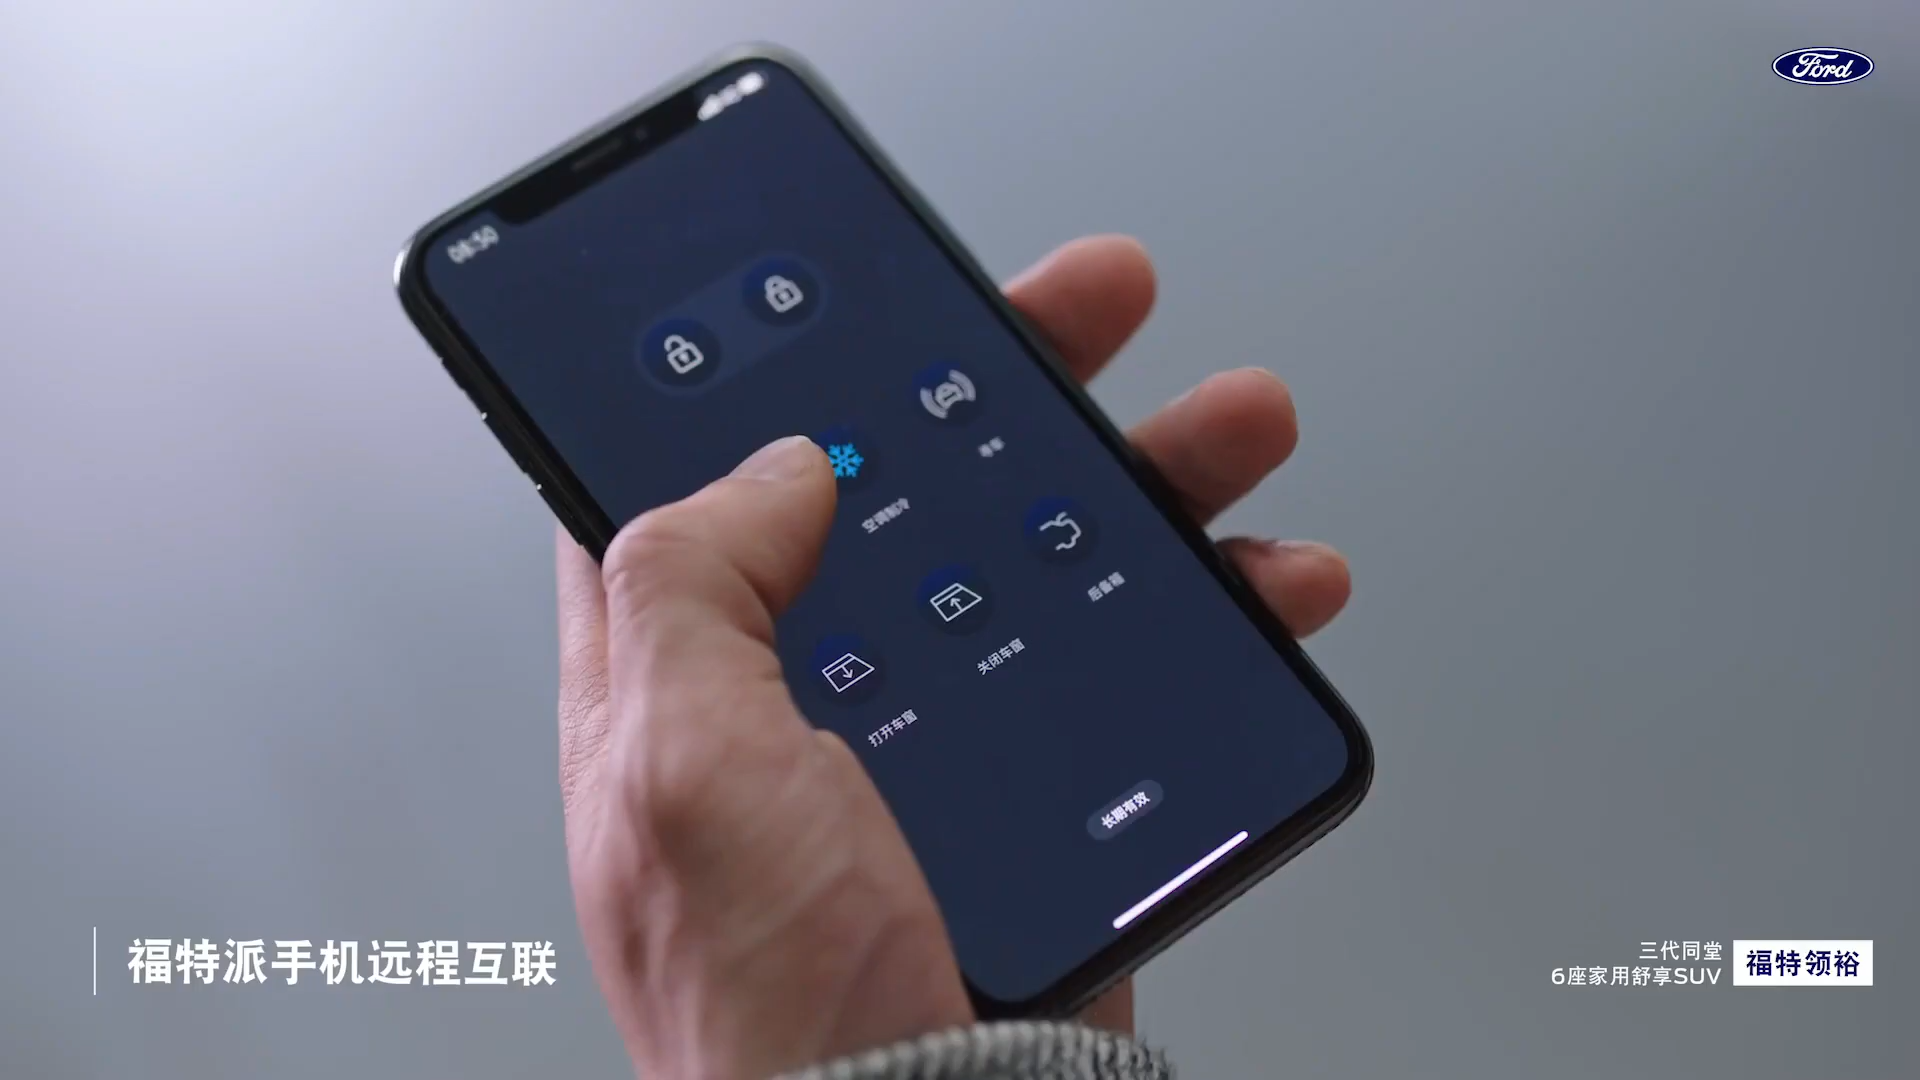 Ford
08:50
寻车
空调制冷
后备箱
关闭车窗
打开车窗
长期有效
福特派手机远程互联
三代同堂
6座家用舒享SUV
福特领裕